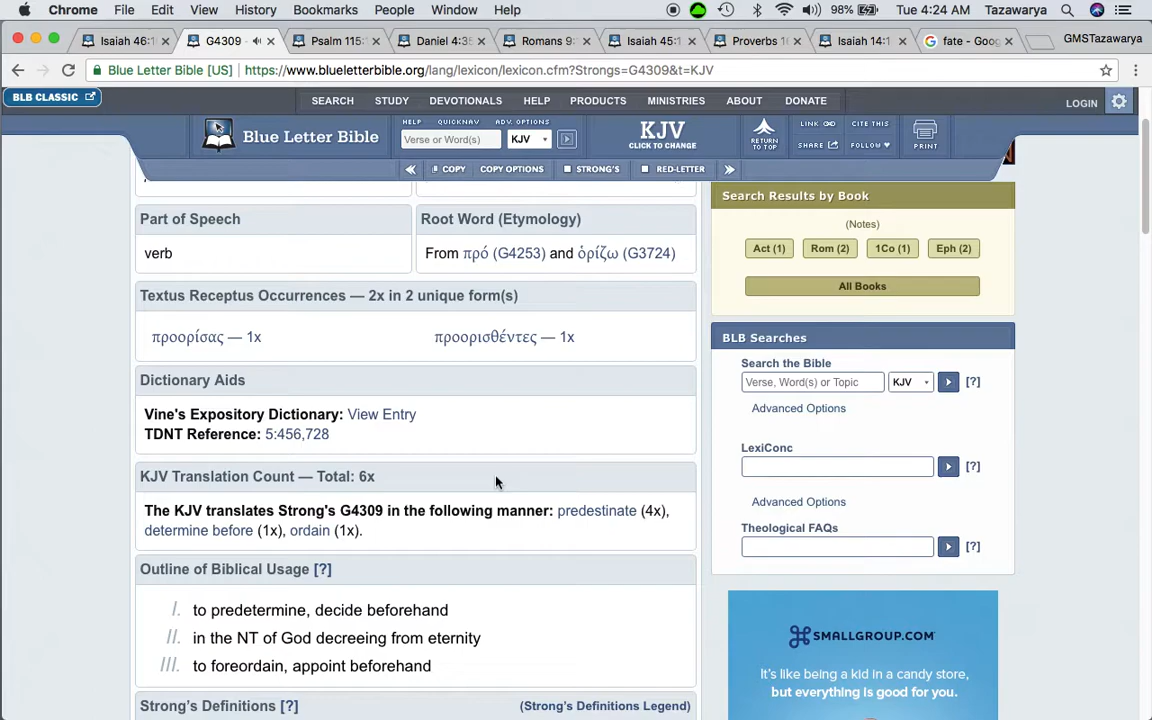 Chrome File Edit View History Bookmarks People Window Help 98% Tue 4:24 AM Tazawarya
Isaiah 46:1 G4309 Psalm 115: Daniel 4:35 Romans 9: Isaiah 45:1 Proverbs 1 Isaiah 14:1 fate - Goog GMSTazawarya
Blue Letter Bible [US] https://www.blueletterbible.org/lang/lexicon/lexicon.cfm?Strongs=G4309&t=KJV
BLB CLASSIC SEARCH STUDY DEVOTIONALS HELP PRODUCTS MINISTRIES ABOUT DONATE LOGIN
HELP QUICKNAV ADV. OPTIONS
Blue Letter Bible Verse or Word(s) KJV
KJV
CLICK TO CHANGE
RETURN TO TOP
LINK CITE THIS
SHARE FOLLOW PRINT
COPY COPY OPTIONS STRONG'S RED-LETTER
Part of Speech
verb
Root Word (Etymology)
From πρό (G4253) and ὁρίζω (G3724)
Textus Receptus Occurrences — 2x in 2 unique form(s)
προορίσας — 1x προορισθέντες — 1x
Dictionary Aids
Vine's Expository Dictionary: View Entry
TDNT Reference: 5:456,728
KJV Translation Count — Total: 6x
The KJV translates Strong's G4309 in the following manner: predestinate (4x),
determine before (1x), ordain (1x).
Outline of Biblical Usage [?]
I. to predetermine, decide beforehand
II. in the NT of God decreeing from eternity
III. to foreordain, appoint beforehand
Strong's Definitions [?] (Strong's Definitions Legend)
Search Results by Book
(Notes)
Act (1) Rom (2) 1Co (1) Eph (2)
All Books
BLB Searches
Search the Bible
Verse, Word(s) or Topic KJV [?]
Advanced Options
LexiConc
[?]
Advanced Options
Theological FAQs
[?]
SMALLGROUP.COM
It's like being a kid in a candy store,
but everything is good for you.